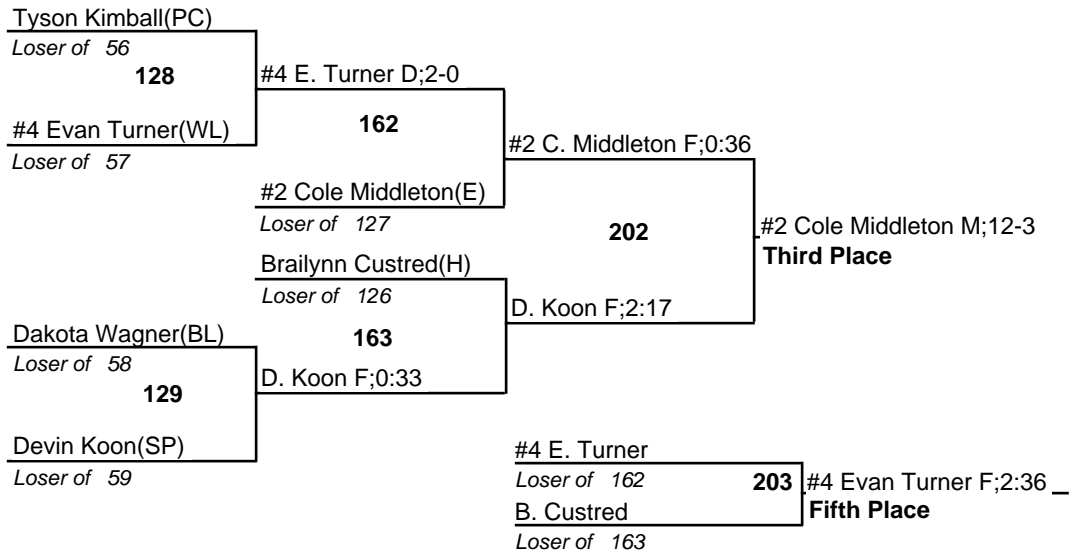 Tyson Kimball(PC)
Loser of 56
128
#4 E. Turner D;2-0
#4 Evan Turner(WL)
Loser of 57
162
#2 C. Middleton F;0:36
#2 Cole Middleton(E)
Loser of 127
202
#2 Cole Middleton M;12-3
Third Place
Brailynn Custred(H)
Loser of 126
D. Koon F;2:17
Dakota Wagner(BL)
Loser of 58
163
129
D. Koon F;0:33
Devin Koon(SP)
Loser of 59
#4 E. Turner
Loser of 162
203
#4 Evan Turner F;2:36
Fifth Place
B. Custred
Loser of 163